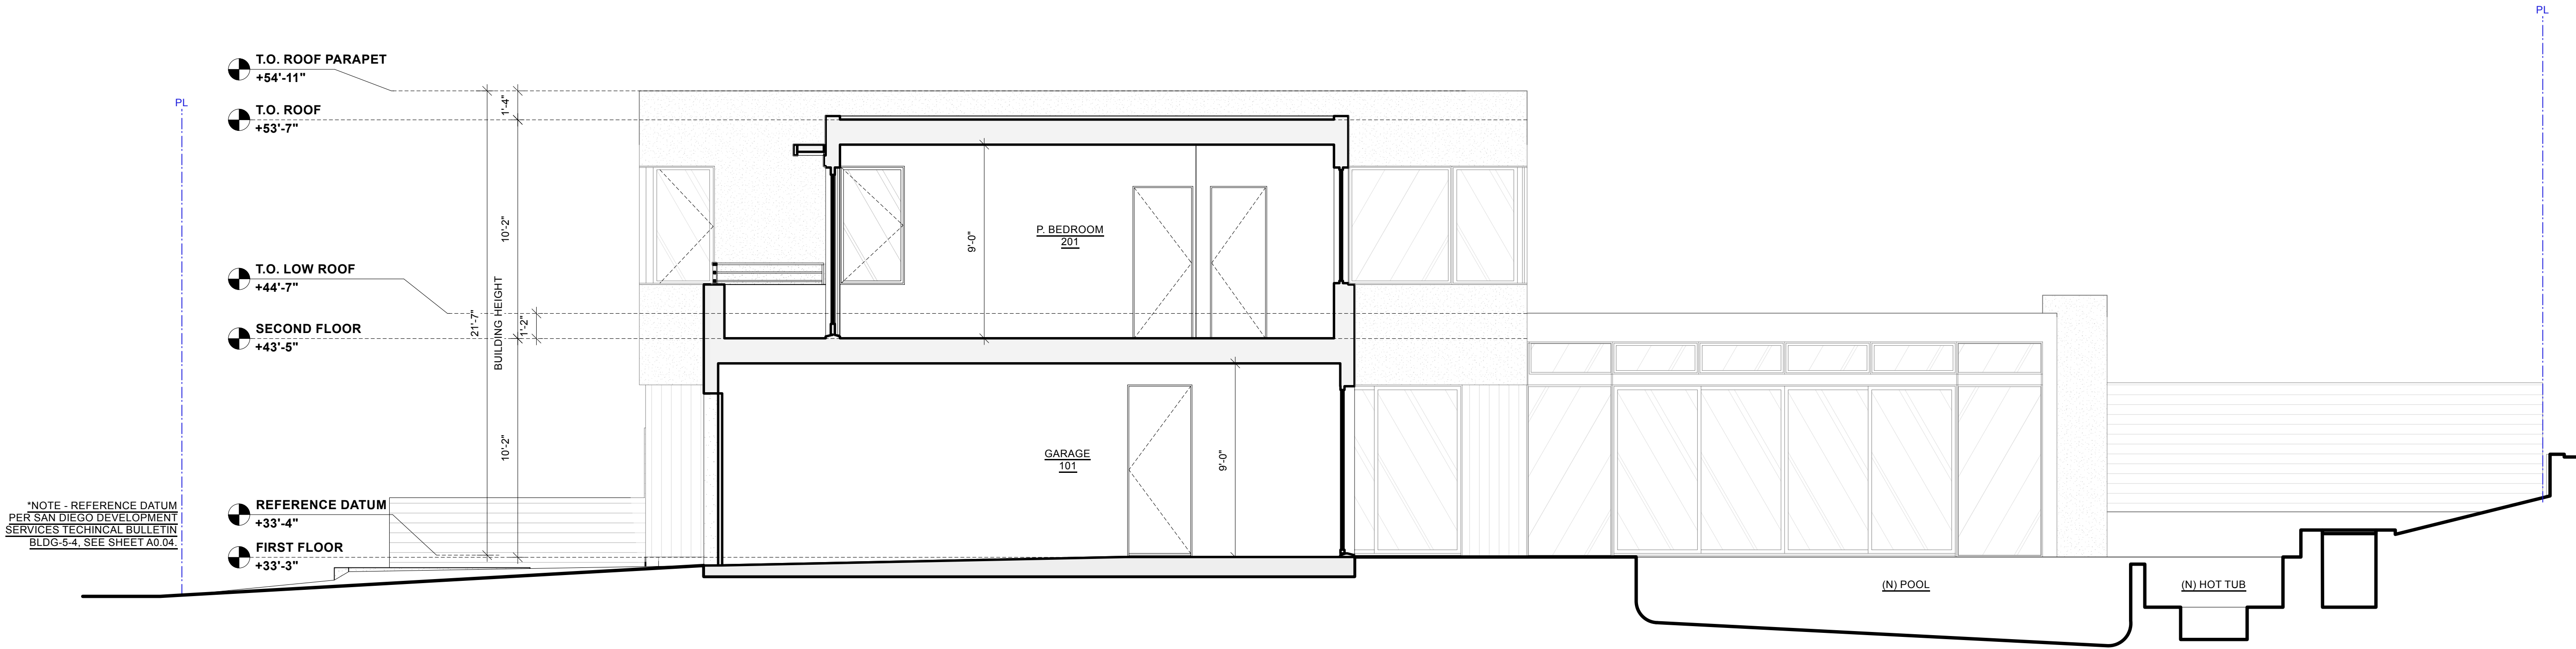 PL
PL
T.O. ROOF PARAPET
+54'-11"
T.O. ROOF
+53'-7"
1'-4"
10'-2"
9'-0"
P. BEDROOM
201
T.O. LOW ROOF
+44'-7"
21'-7"
BUILDING HEIGHT
1'-2"
SECOND FLOOR
+43'-5"
10'-2"
GARAGE
101
9'-0"
*NOTE - REFERENCE DATUM
PER SAN DIEGO DEVELOPMENT
SERVICES TECHINCAL BULLETIN
BLDG-5-4, SEE SHEET A0.04.
REFERENCE DATUM
+33'-4"
FIRST FLOOR
+33'-3"
(N) POOL
(N) HOT TUB